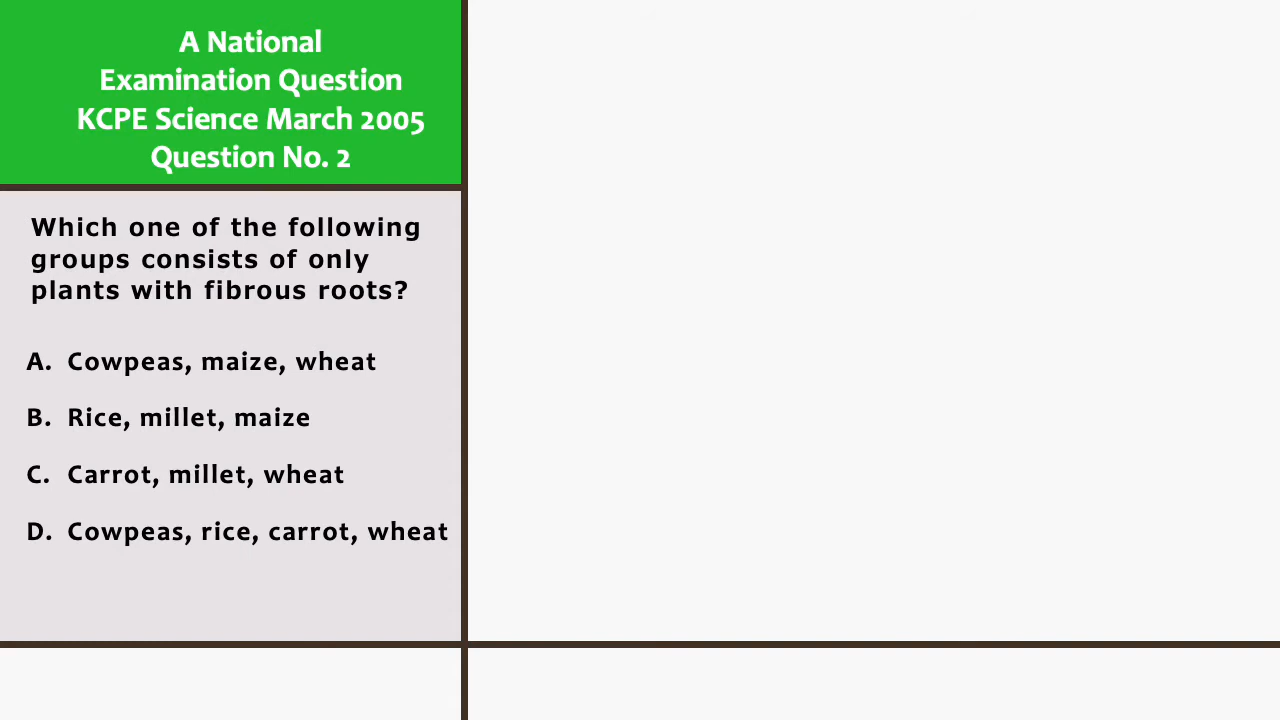 A National
Examination Question
KCPE Science March 2005
Question No. 2
Which one of the following
groups consists of only
plants with fibrous roots?
A. Cowpeas, maize, wheat
B. Rice, millet, maize
C. Carrot, millet, wheat
D. Cowpeas, rice, carrot, wheat